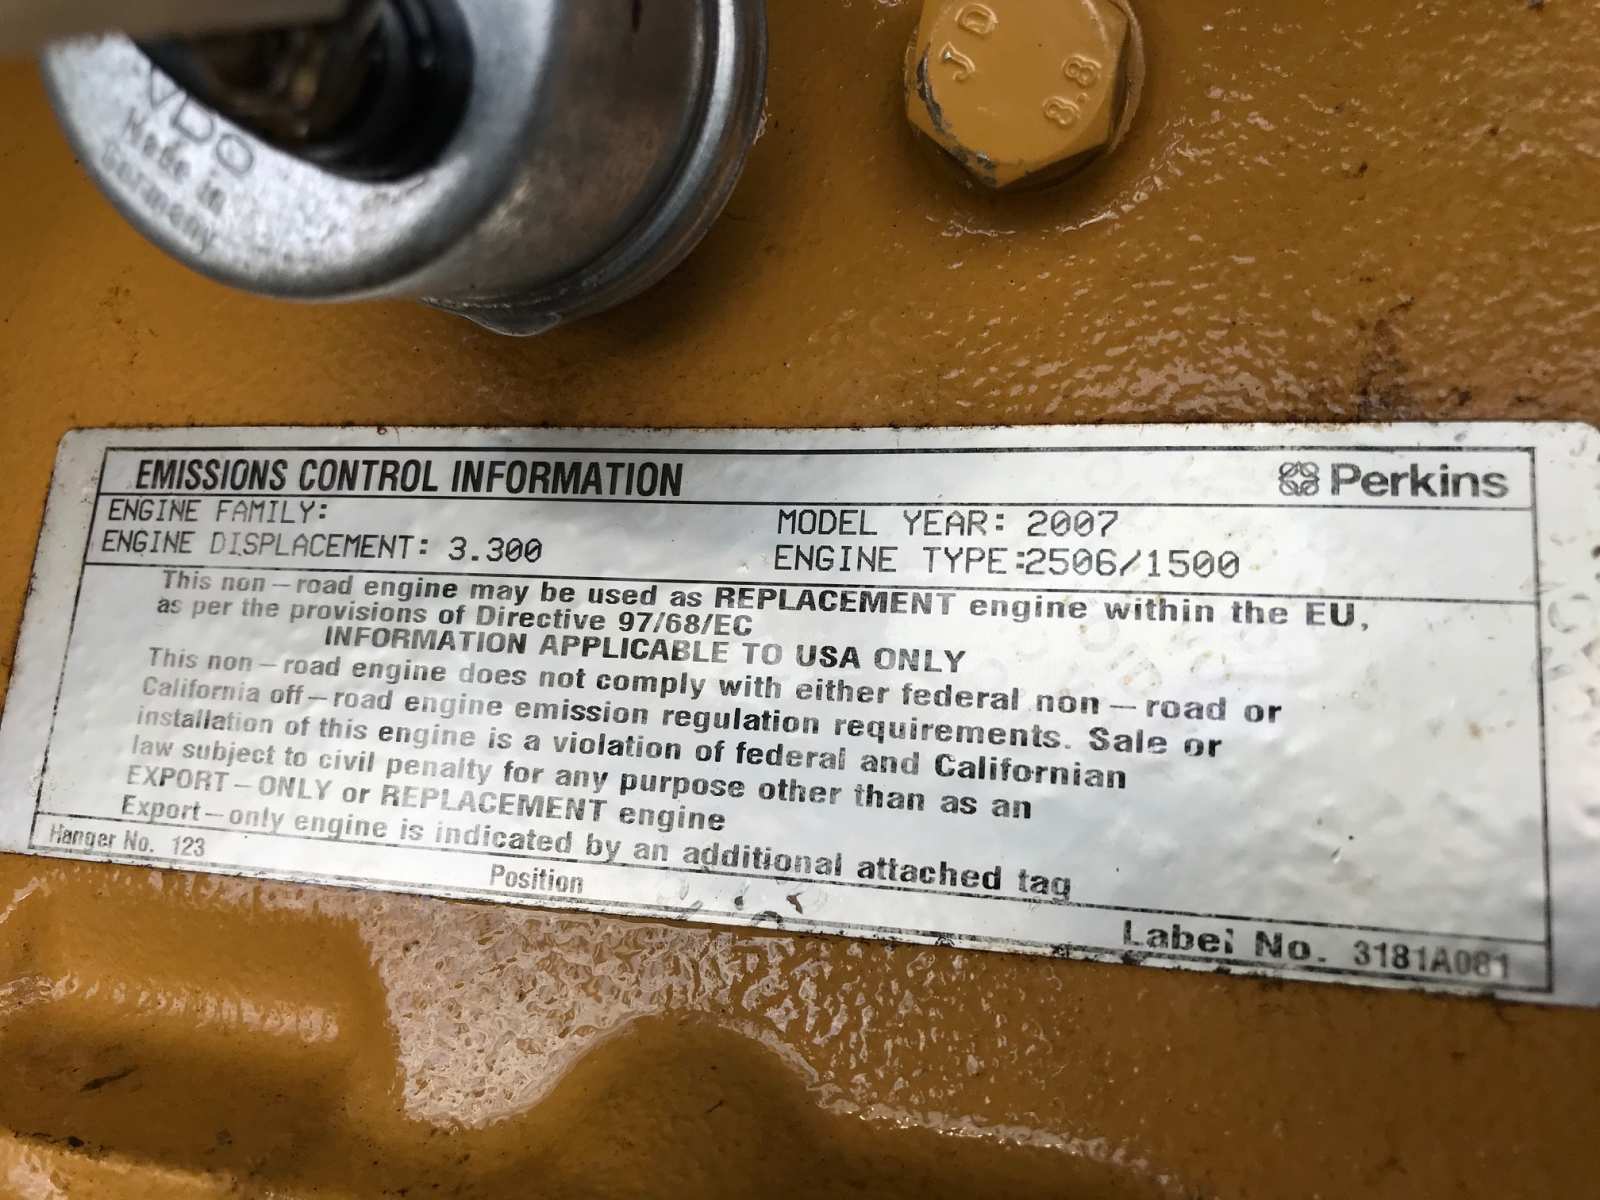 VDO
Made in
Germany
JD
8.8
EMISSIONS CONTROL INFORMATION
Perkins
ENGINE FAMILY:
MODEL YEAR: 2007
ENGINE DISPLACEMENT: 3.300
ENGINE TYPE:2506/1500
This non-road engine may be used as REPLACEMENT engine within the EU,
as per the provisions of Directive 97/68/EC
INFORMATION APPLICABLE TO USA ONLY
This non-road engine does not comply with either federal non-road or
California off-road engine emission regulation requirements. Sale or
installation of this engine is a violation of federal and Californian
law subject to civil penalty for any purpose other than as an
EXPORT-ONLY or REPLACEMENT engine
Export-only engine is indicated by an additional attached tag
Hanger No. 123
Position
Label No. 3181A081